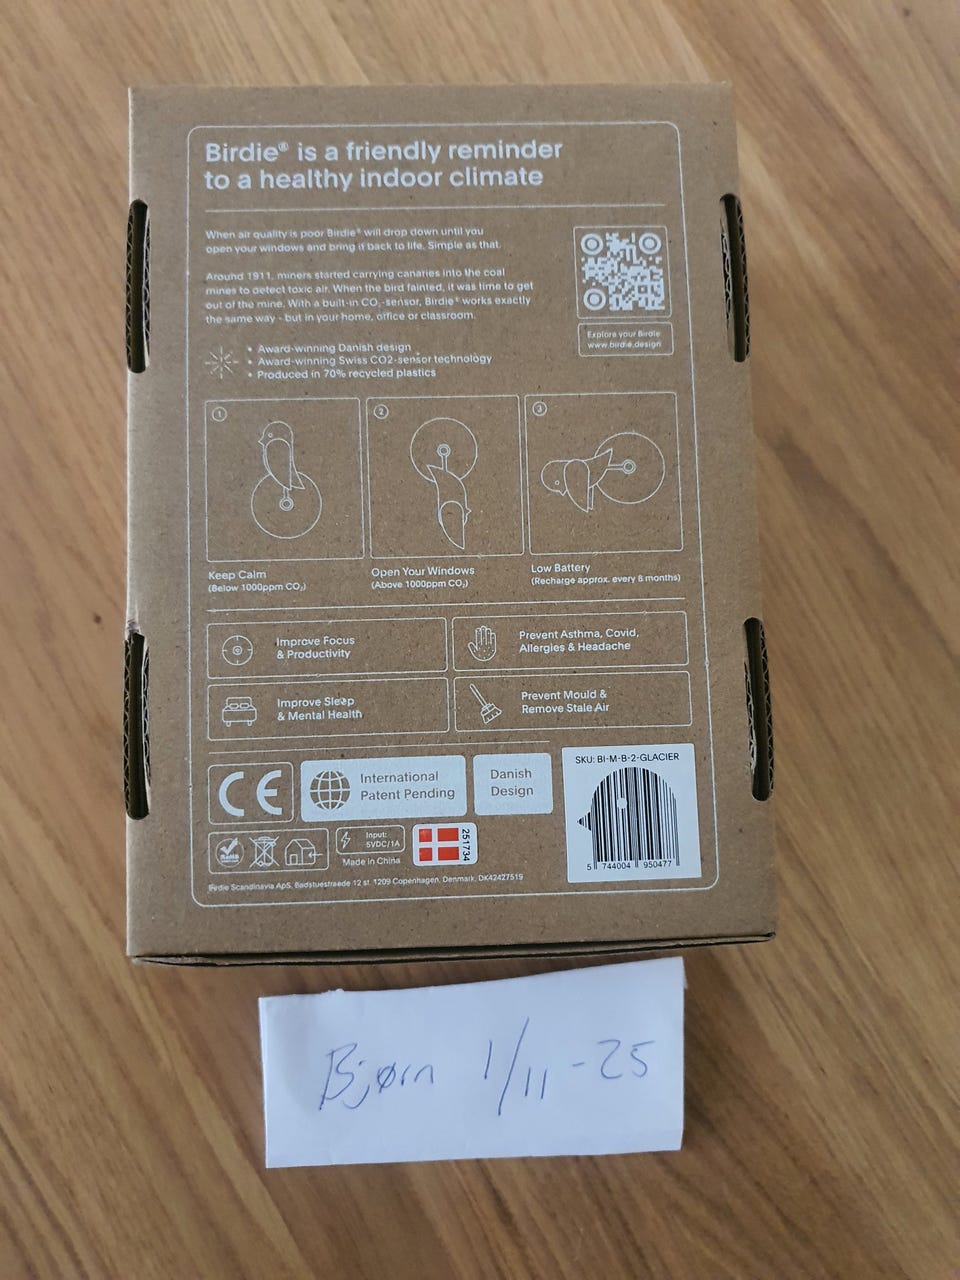 Birdie® is a friendly reminder
to a healthy indoor climate
When air quality is poor Birdie® will drop down until you
open your windows and bring it back to life. Simple as that.
Around 1911, miners started carrying canaries into the coal
mines to detect toxic air. When the bird fainted, it was time to get
out of the mine. With a built-in CO₂-sensor, Birdie® works exactly
the same way - but in your home, office or classroom.
Explore your Birdie
www.birdie.design
• Award-winning Danish design
• Award-winning Swiss CO2-sensor technology
• Produced in 70% recycled plastics
1
2
3
Keep Calm
(Below 1000ppm CO₂)
Open Your Windows
(Above 1000ppm CO₂)
Low Battery
(Recharge approx. every 6 months)
Improve Focus
& Productivity
Prevent Asthma, Covid,
Allergies & Headache
Improve Sleep
& Mental Health
Prevent Mould &
Remove Stale Air
CE
International
Patent Pending
Danish
Design
SKU: BI-M-B-2-GLACIER
5 744004 950477
RoHS
Input:
5VDC/1A
Made in China
251734
Birdie Scandinavia ApS, Badstuestraede 12 st, 1209 Copenhagen, Denmark, DK42427519
Bjørn 1/11-25